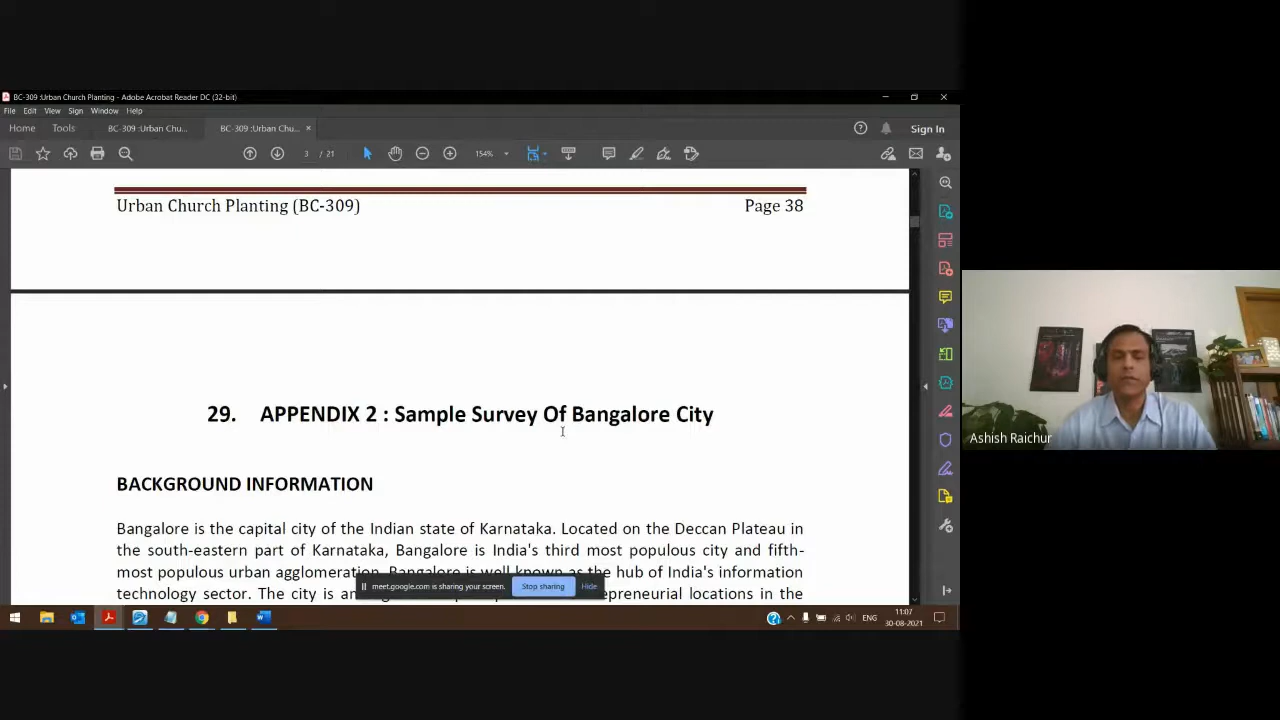 BC-309 :Urban Church Planting - Adobe Acrobat Reader DC (32-bit)
File Edit View Sign Window Help
Home Tools BC-309 :Urban Chu... BC-309 :Urban Chu... × Sign In
3 / 21 154%
Urban Church Planting (BC-309) Page 38
29. APPENDIX 2 : Sample Survey Of Bangalore City
BACKGROUND INFORMATION
Bangalore is the capital city of the Indian state of Karnataka. Located on the Deccan Plateau in
the south-eastern part of Karnataka, Bangalore is India's third most populous city and fifth-
most populous urban agglomeration. Bangalore is well known as the hub of India's information
technology sector. The city is epreneurial locations in the
meet.google.com is sharing your screen. Stop sharing Hide
ENG
11:07
30-08-2021
Ashish Raichur